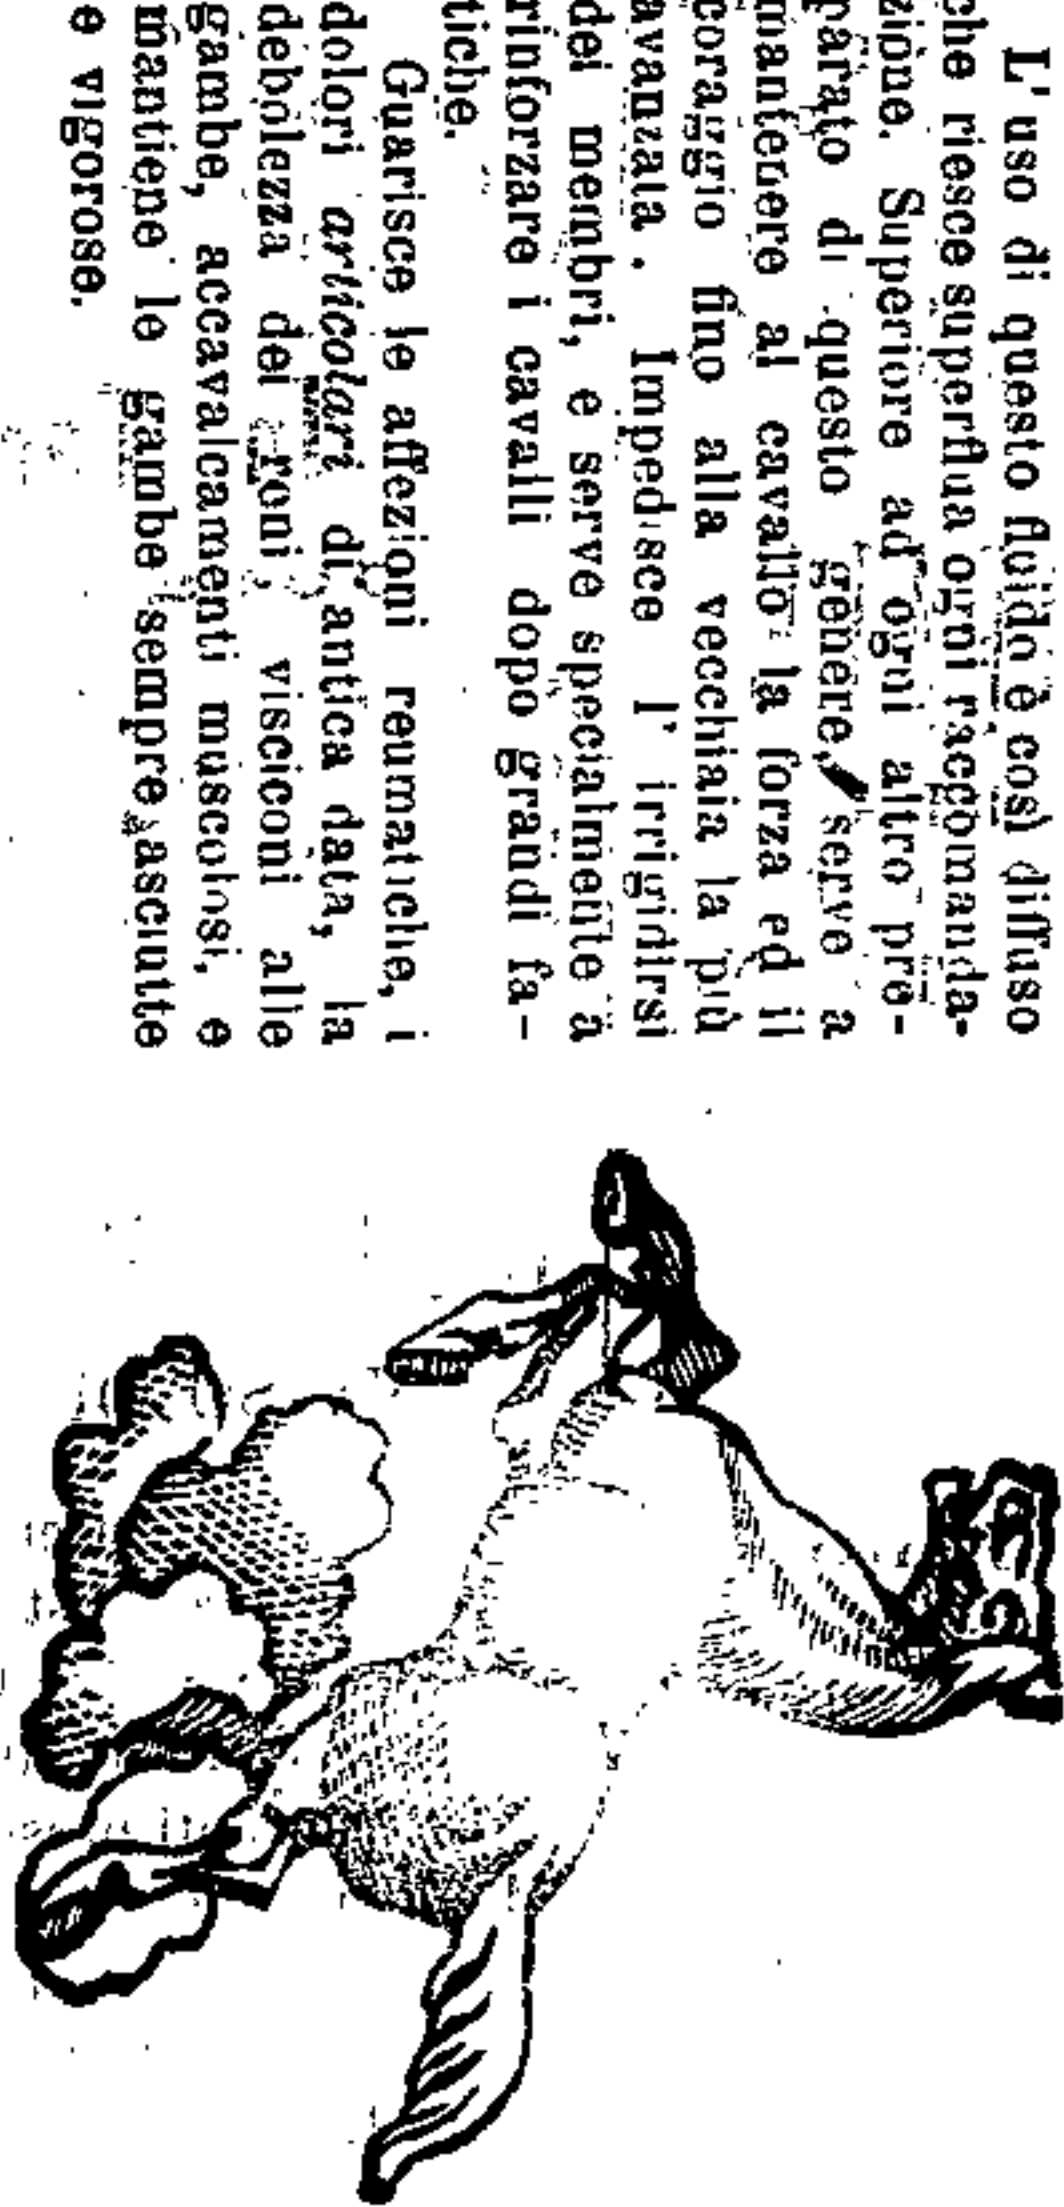 L'uso di questo fluido è così diffuso
che riesce superflua ogni raccomanda-
zione. Superiore ad ogni altro pre-
parato di questo genere, serve a
mantenere al cavallo la forza ed il
coraggio fino alla vecchiaia la più
avanzata. Impedisce l'irrigidirsi
dei membri, e serve specialmente a
rinforzare i cavalli dopo grandi fa-
tiche.
Guarisce le affezioni reumatiche, i
dolori articolari di antica data, la
debolezza dei roni, viscioni alle
gambe, accavalcamenti muscolosi, e
mantiene le gambe sempre asciutte
e vigorose.